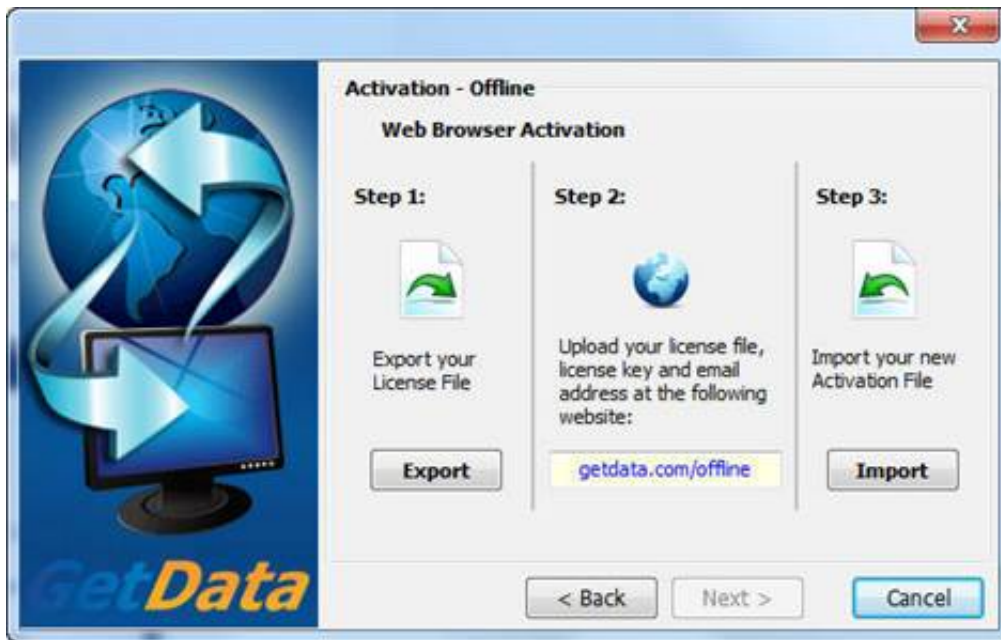 Activation - Offline
Web Browser Activation
Step 1:
Export your
License File
Export
Step 2:
Upload your license file,
license key and email
address at the following
website:
getdata.com/offline
Step 3:
Import your new
Activation File
Import
GetData
< Back
Next >
Cancel